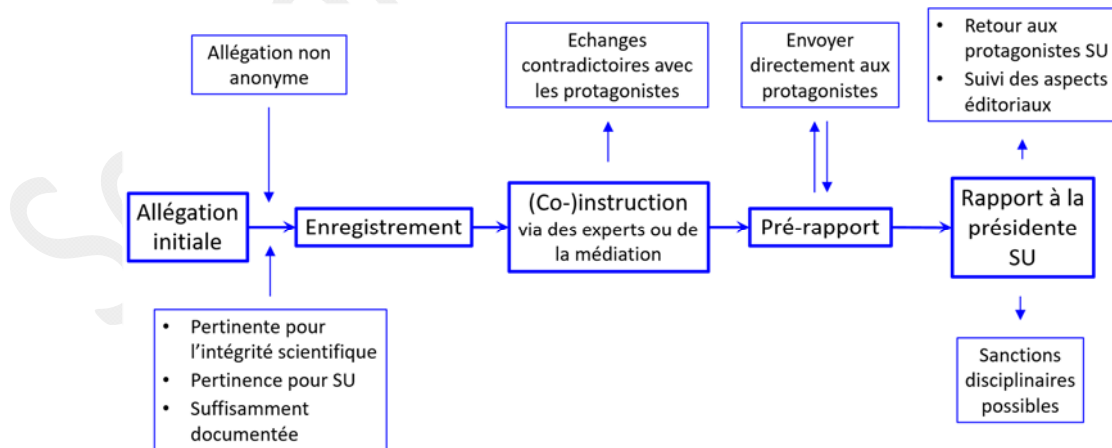 Allégation non
anonyme
Echanges
contradictoires avec
les protagonistes
Envoyer
directement aux
protagonistes
• Retour aux
protagonistes SU
• Suivi des aspects
éditoriaux
Allégation
initiale
Enregistrement
(Co-)instruction
via des experts ou de
la médiation
Pré-rapport
Rapport à la
présidente
SU
• Pertinente pour
l’intégrité scientifique
• Pertinence pour SU
• Suffisamment
documentée
Sanctions
disciplinaires
possibles